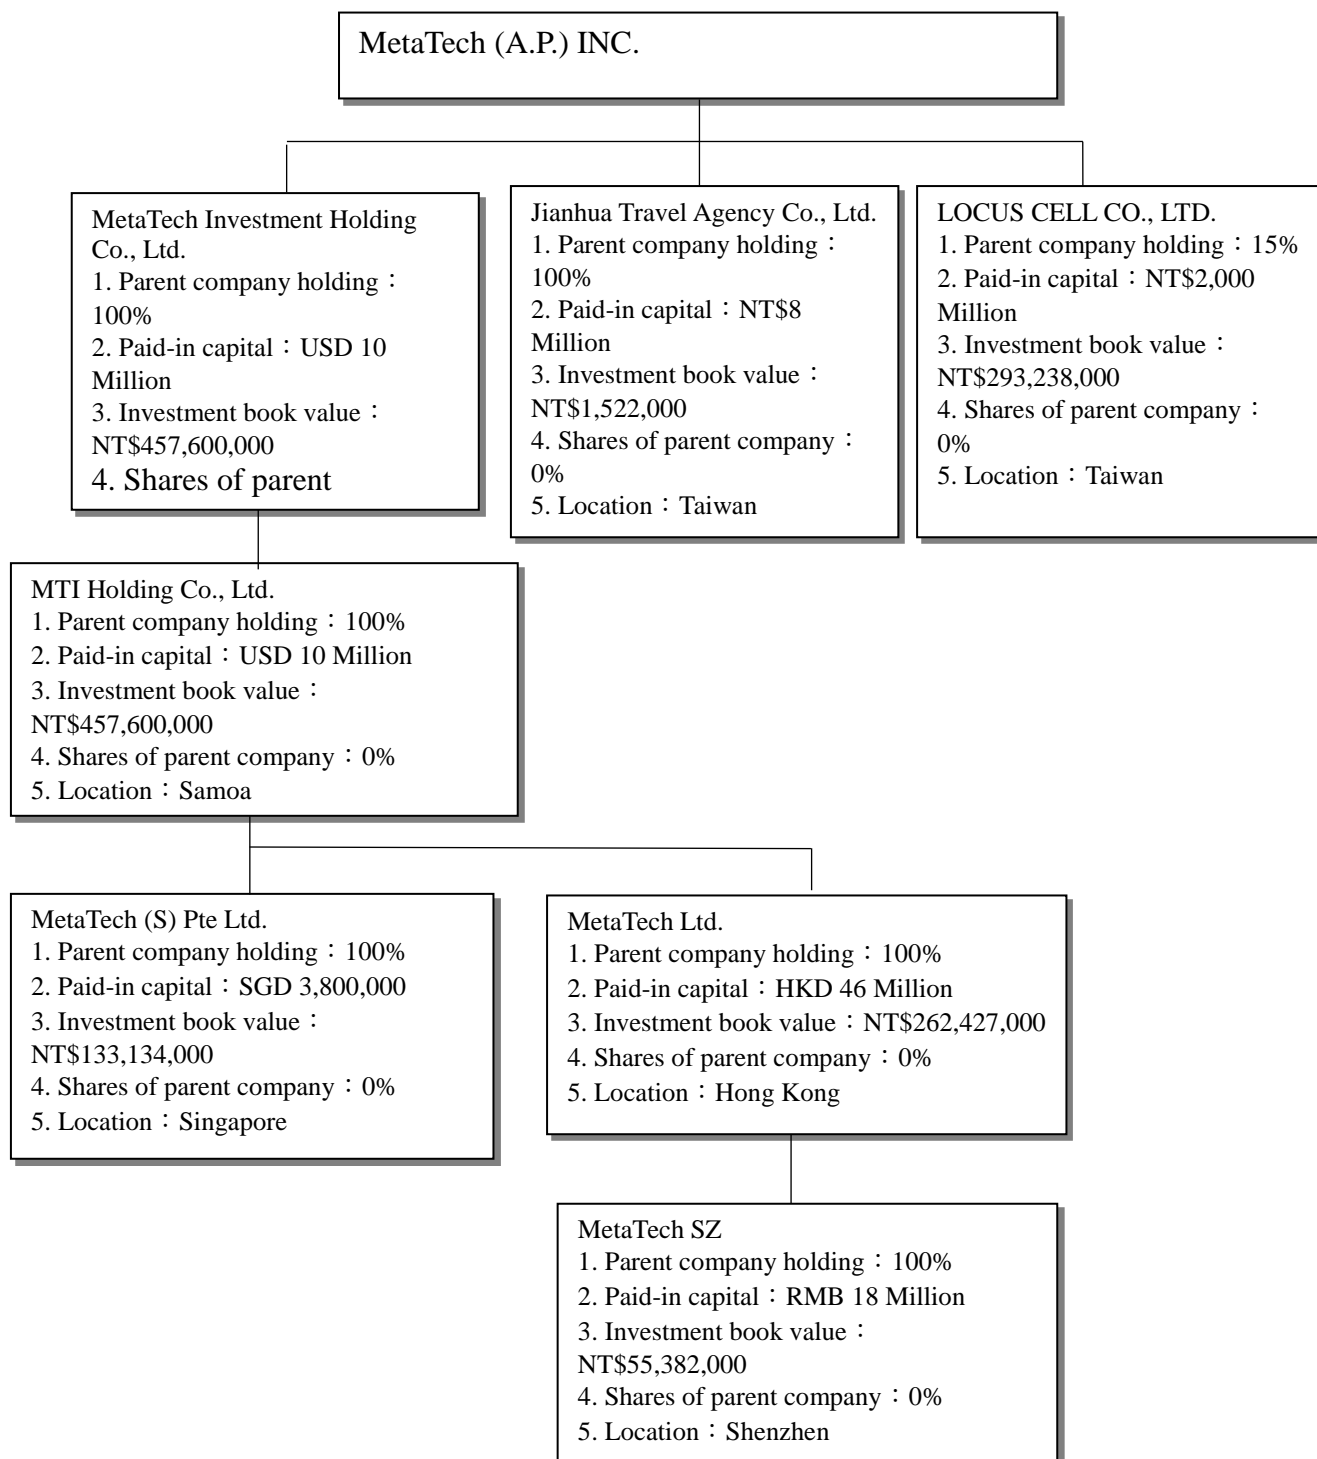 MetaTech (A.P.) INC.
MetaTech Investment Holding
Co., Ltd.
1. Parent company holding：
100%
2. Paid-in capital：USD 10
Million
3. Investment book value：
NT$457,600,000
4. Shares of parent
Jianhua Travel Agency Co., Ltd.
1. Parent company holding：
100%
2. Paid-in capital：NT$8
Million
3. Investment book value：
NT$1,522,000
4. Shares of parent company：
0%
5. Location：Taiwan
LOCUS CELL CO., LTD.
1. Parent company holding：15%
2. Paid-in capital：NT$2,000
Million
3. Investment book value：
NT$293,238,000
4. Shares of parent company：
0%
5. Location：Taiwan
MTI Holding Co., Ltd.
1. Parent company holding：100%
2. Paid-in capital：USD 10 Million
3. Investment book value：
NT$457,600,000
4. Shares of parent company：0%
5. Location：Samoa
MetaTech (S) Pte Ltd.
1. Parent company holding：100%
2. Paid-in capital：SGD 3,800,000
3. Investment book value：
NT$133,134,000
4. Shares of parent company：0%
5. Location：Singapore
MetaTech Ltd.
1. Parent company holding：100%
2. Paid-in capital：HKD 46 Million
3. Investment book value：NT$262,427,000
4. Shares of parent company：0%
5. Location：Hong Kong
MetaTech SZ
1. Parent company holding：100%
2. Paid-in capital：RMB 18 Million
3. Investment book value：
NT$55,382,000
4. Shares of parent company：0%
5. Location：Shenzhen